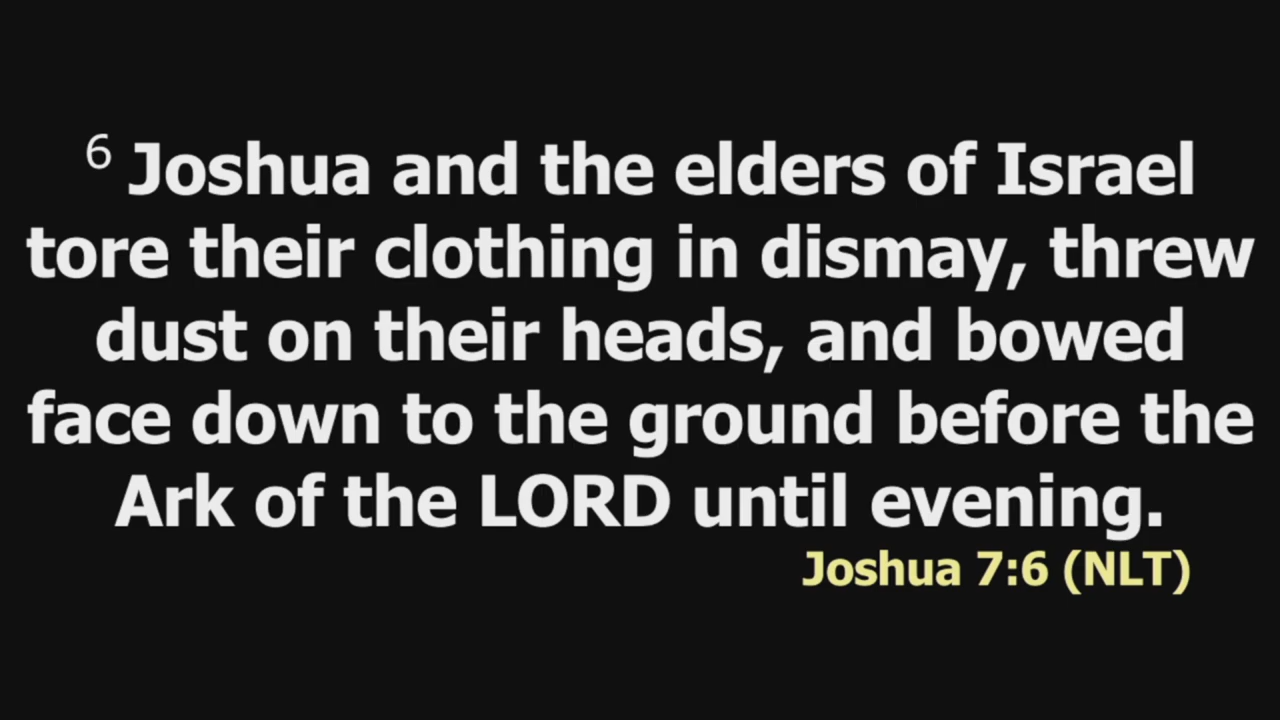 6 Joshua and the elders of Israel
tore their clothing in dismay, threw
dust on their heads, and bowed
face down to the ground before the
Ark of the LORD until evening.
Joshua 7:6 (NLT)